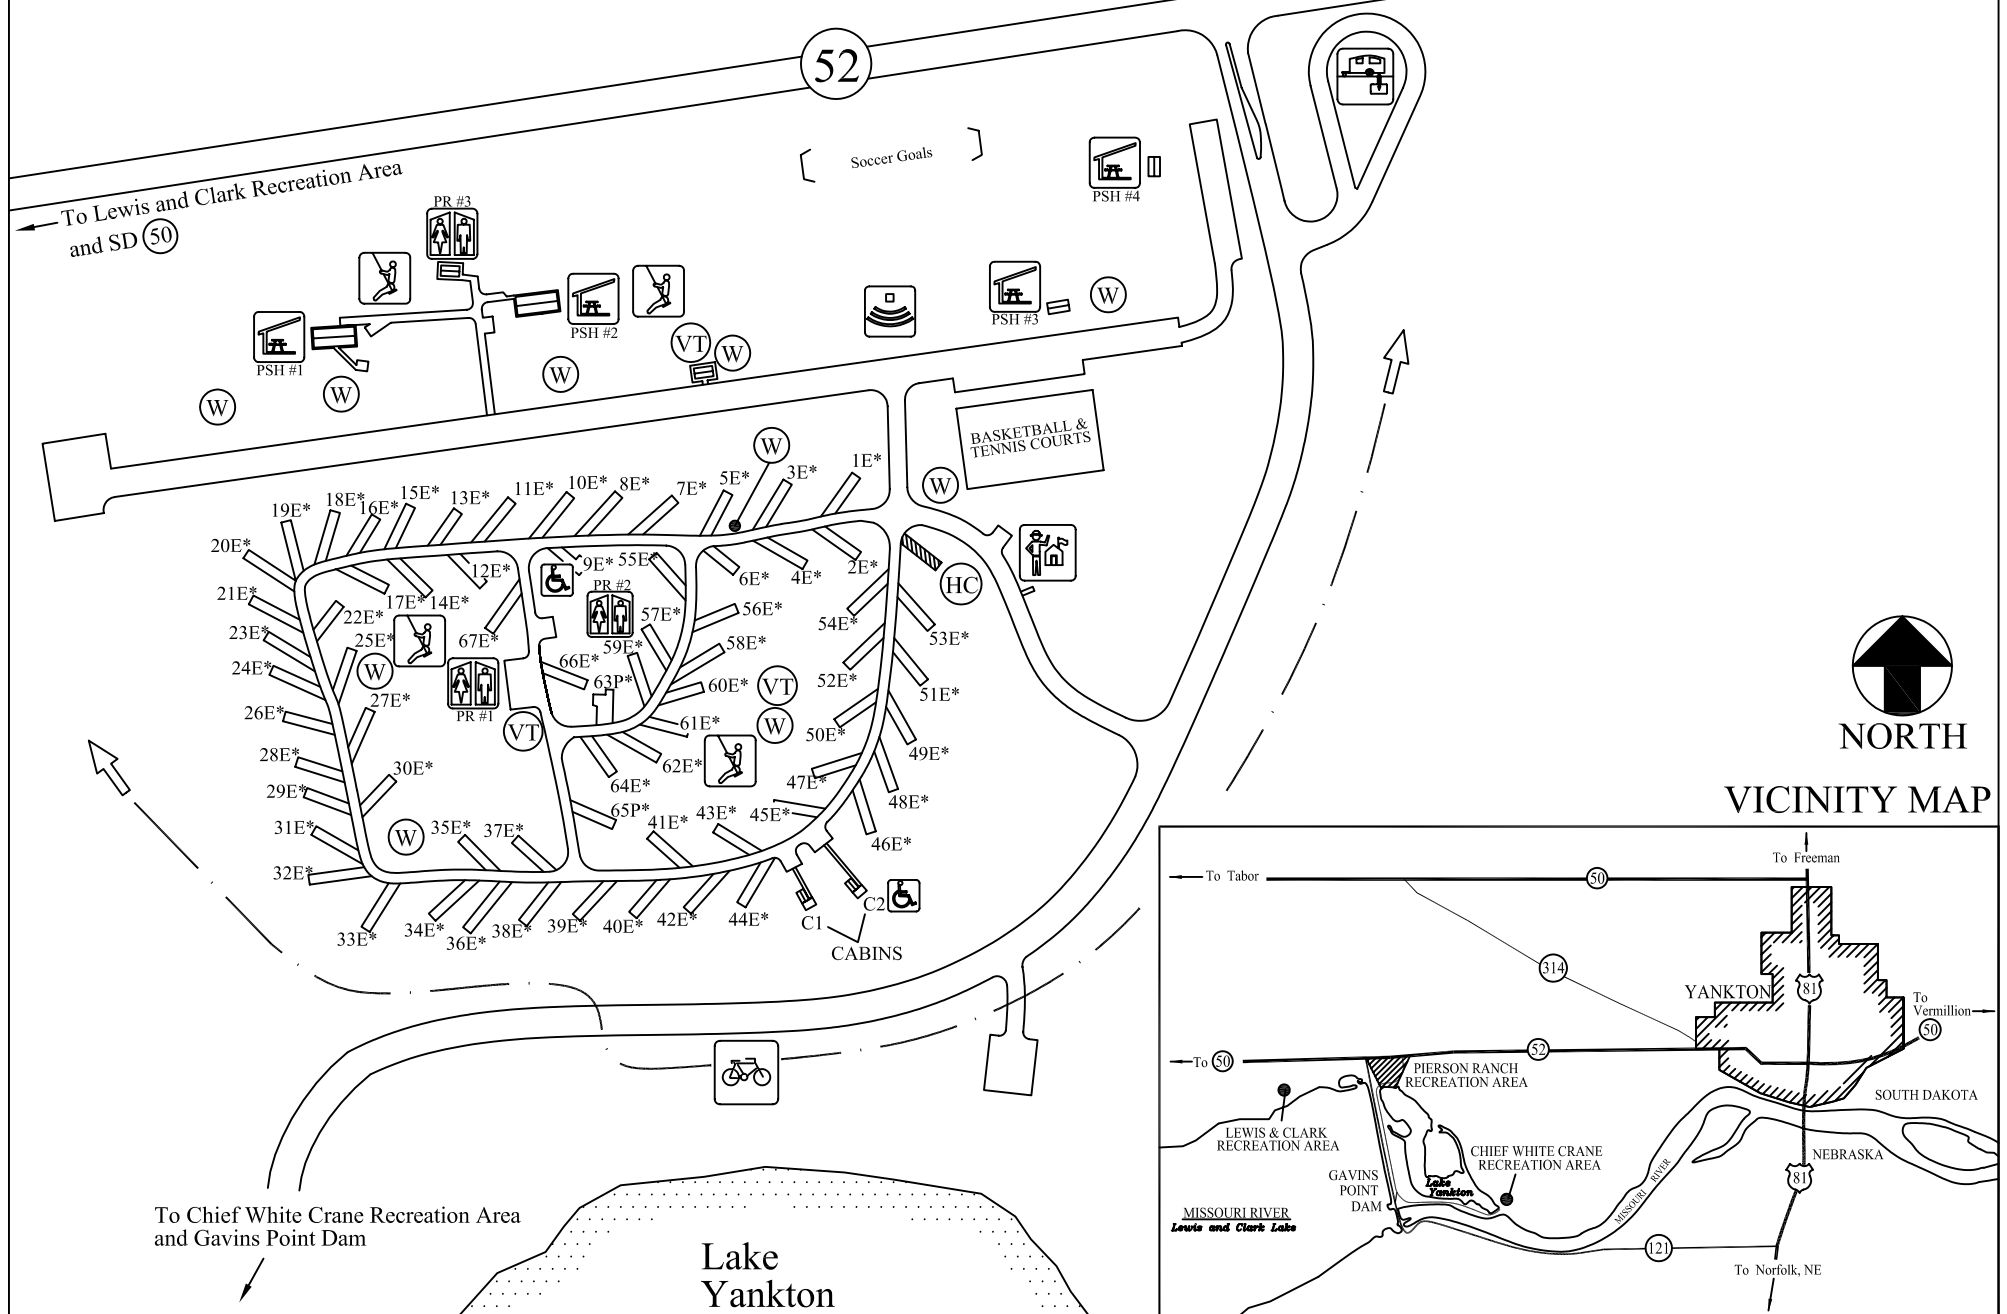 52
To Lewis and Clark Recreation Area
and SD 50
Soccer Goals
PSH #4
PR #3
PSH #1
PSH #2
PSH #3
W
VT
W
W
W
W
BASKETBALL &
TENNIS COURTS
W
W
HC
1E*
3E*
5E*
7E*
8E*
10E*
11E*
13E*
15E*
16E*
18E*
19E*
20E*
21E*
23E*
24E*
26E*
28E*
29E*
31E*
32E*
33E*
34E*
36E*
38E*
39E*
40E*
42E*
44E*
C1
C2
CABINS
2E*
4E*
6E*
9E*
55E*
12E*
14E*
17E*
22E*
25E*
27E*
30E*
W
W
67E*
PR #1
VT
PR #2
57E*
59E*
66E*
63P*
56E*
58E*
60E*
61E*
62E*
64E*
65P*
VT
W
54E*
53E*
52E*
51E*
50E*
49E*
47E*
48E*
45E*
46E*
43E*
41E*
37E*
35E*
W
NORTH
To Chief White Crane Recreation Area
and Gavins Point Dam
Lake
Yankton
VICINITY MAP
To Freeman
To Tabor
50
314
YANKTON
81
To
Vermillion
50
To 50
52
PIERSON RANCH
RECREATION AREA
SOUTH DAKOTA
LEWIS & CLARK
RECREATION AREA
CHIEF WHITE CRANE
RECREATION AREA
NEBRASKA
GAVINS
POINT
DAM
Lake
Yankton
81
MISSOURI RIVER
MISSOURI RIVER
Lewis and Clark Lake
121
To Norfolk, NE